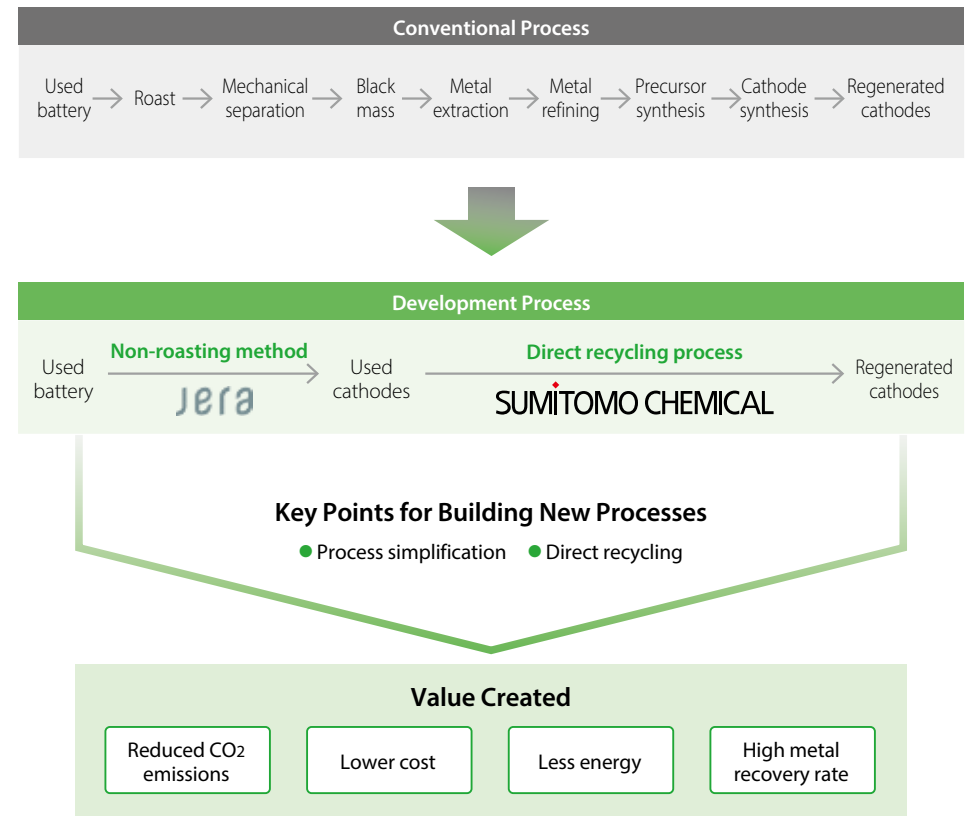 Conventional Process
Used
battery
Roast
Mechanical
separation
Black
mass
Metal
extraction
Metal
refining
Precursor
synthesis
Cathode
synthesis
Regenerated
cathodes
Development Process
Used
battery
Non-roasting method
Jera
Used
cathodes
Direct recycling process
SUMITOMO CHEMICAL
Regenerated
cathodes
Key Points for Building New Processes
● Process simplification ● Direct recycling
Value Created
Reduced CO2
emissions
Lower cost
Less energy
High metal
recovery rate